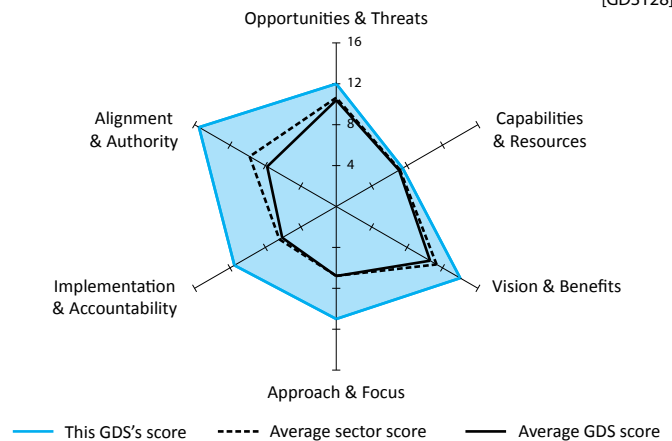 [GDS128]
Opportunities & Threats
16
12
8
4
Alignment
& Authority
Capabilities
& Resources
Implementation
& Accountability
Vision & Benefits
Approach & Focus
This GDS's score
Average sector score
Average GDS score